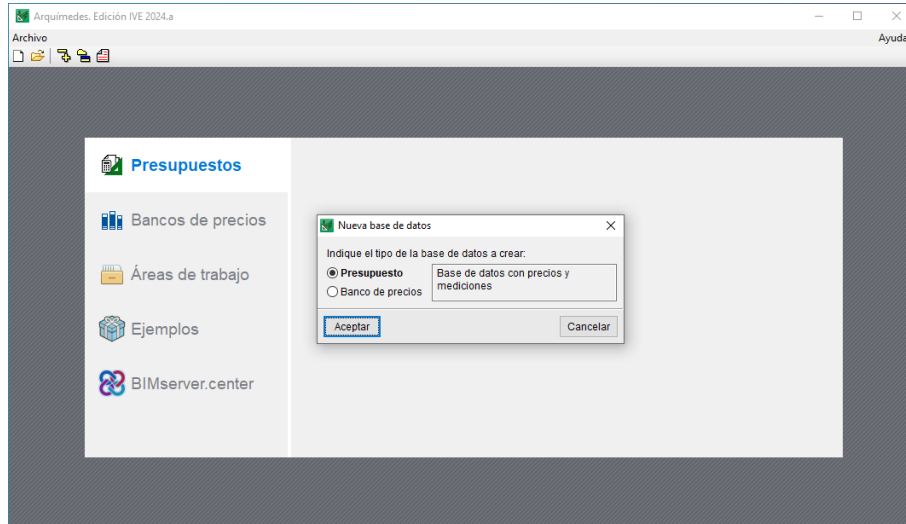 Arquímedes. Edición IVE 2024.a
Archivo
Ayuda
Presupuestos
Bancos de precios
Áreas de trabajo
Ejemplos
BIMserver.center
Nueva base de datos
Indique el tipo de la base de datos a crear:
Presupuesto
Banco de precios
Base de datos con precios y
mediciones
Aceptar
Cancelar